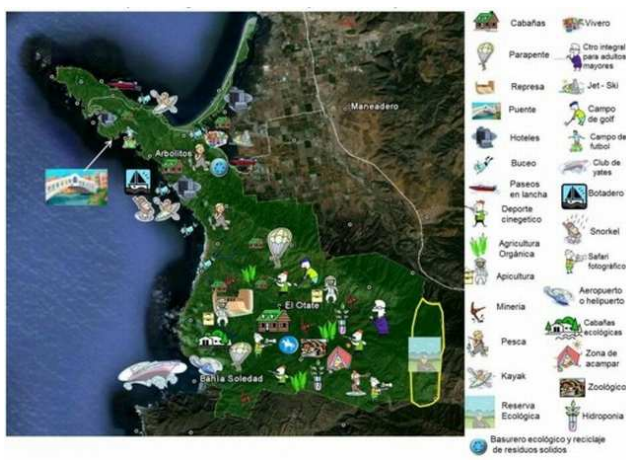 Maneadero
Arbolitos
El Otate
Bahía Soledad
Cabañas
Parapente
Represa
Puente
Hoteles
Buceo
Paseos
en lancha
Deporte
cinegetico
Agricultura
Orgánica
Apicultura
Mineria
Pesca
Kayak
Reserva
Ecológica
Vivero
Ctro integral
para adultos
mayores
Jet - Ski
Campo
de golf
Campo de
futbol
Club de
yates
Botadero
Snorkel
Safari
fotográfico
Aeropuerto
o helipuerto
Cabañas
ecológicas
Zona de
acampar
Zoológico
Hidroponia
Basurero ecológico y reciclaje
de residuos solidos